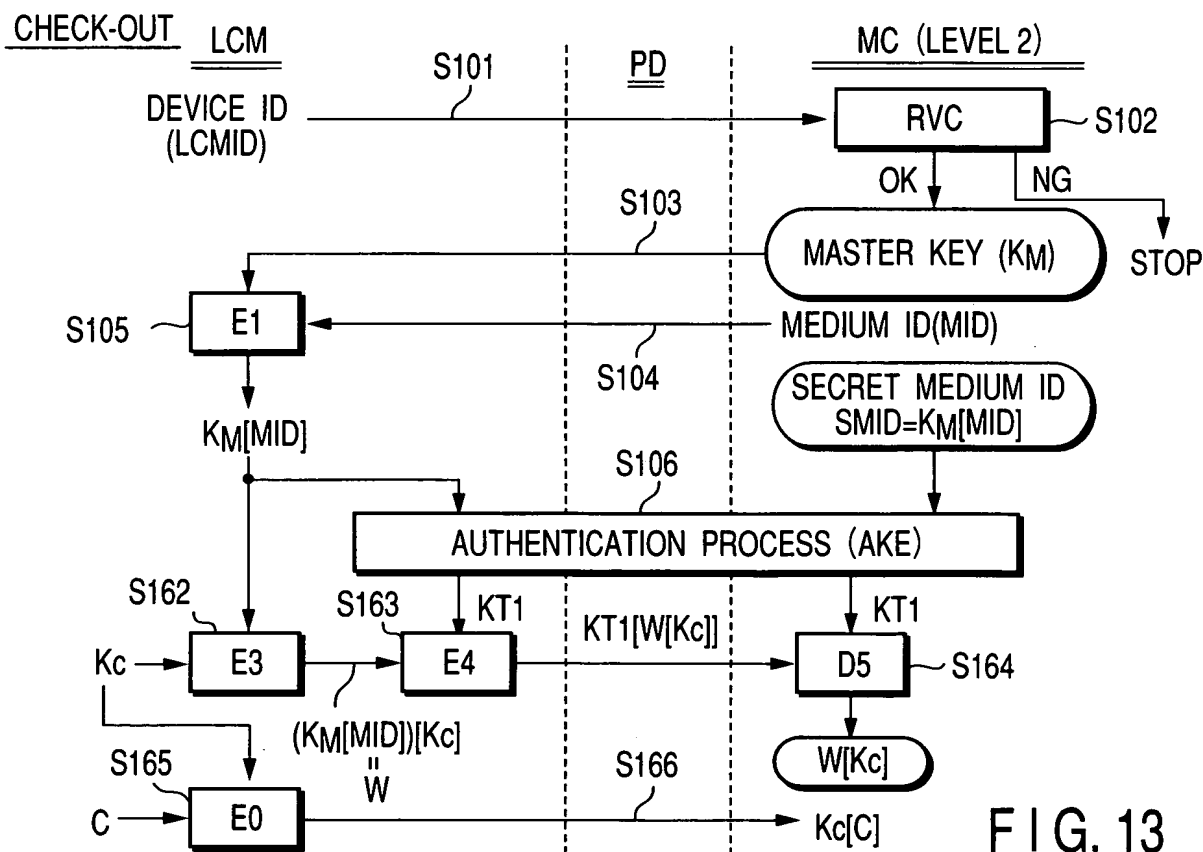 CHECK-OUT
LCM
PD
MC (LEVEL 2)
S101
DEVICE ID
(LCMID)
RVC
S102
OK
NG
S103
MASTER KEY (KM)
STOP
E1
S105
MEDIUM ID(MID)
S104
SECRET MEDIUM ID
SMID=KM[MID]
KM[MID]
S106
AUTHENTICATION PROCESS (AKE)
S162
S163
KT1
KT1[W[Kc]]
KT1
Kc
E3
E4
D5
S164
(KM[MID])[Kc]
=
W
W[Kc]
S165
S166
C
E0
Kc[C]
FIG. 13